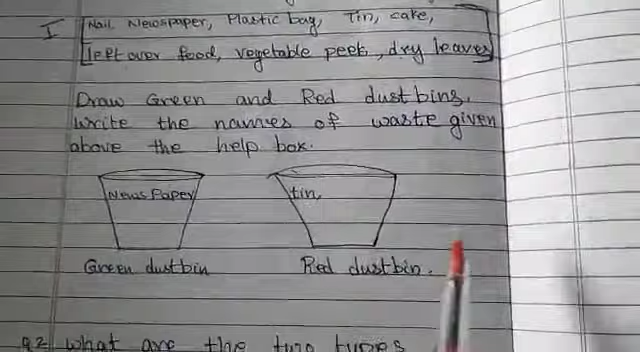 I Nail Newspaper, Plastic bag, Tin, cake,
left over food, vegetable peek, dry leaves
Draw Green and Red dustbins.
Write the names of waste given
above the help box.
News Paper tin,
Green dustbin Red dustbin.
Q2 What are the two types